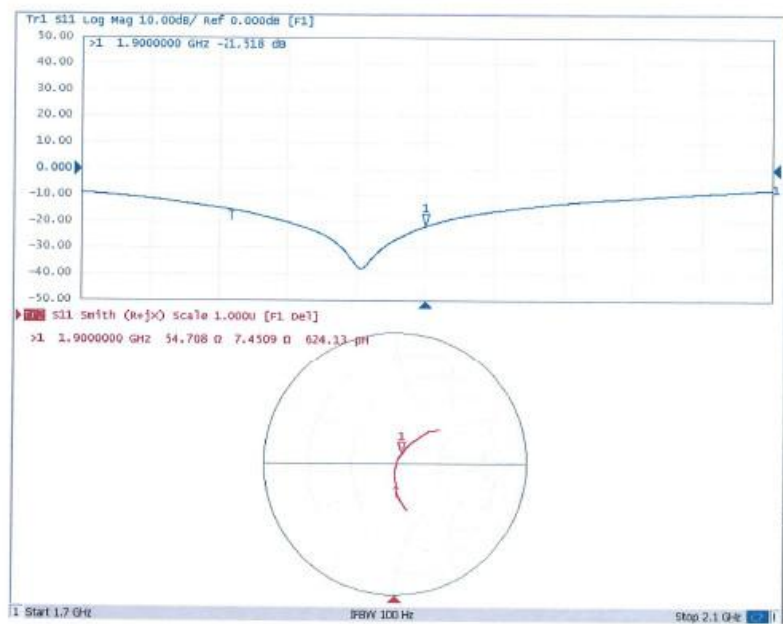 Tr1 S11 Log Mag 10.00dB/ Ref 0.000dB [F1]
50.00
>1 1.9000000 GHz -21.518 dB
40.00
30.00
20.00
10.00
0.000
-10.00
-20.00
-30.00
-40.00
-50.00
1
1
S11 Smith (R+jX) Scale 1.000U [F1 Del]
>1 1.9000000 GHz 54.708 Ω 7.4509 Ω 624.13 pH
1
1 Start 1.7 GHz IFBW 100 Hz Stop 2.1 GHz